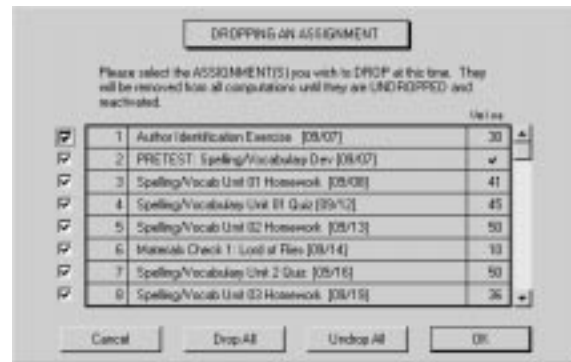 DROPPING AN ASSIGNMENT
Please select the ASSIGNMENT(S) you wish to DROP at this time. They
will be removed from all computations until they are UNDROPPED and
reactivated.
Value
1 Author Identification Exercise [09/07] 30
2 PRETEST: Spelling/Vocabulary Dev [09/07] ✓
3 Spelling/Vocab Unit 01 Homework [09/08] 41
4 Spelling/Vocabulary Unit 01 Quiz [09/12] 45
5 Spelling/Vocab Unit 02 Homework [09/13] 50
6 Materials Check 1: Lord of Flies [09/14] 10
7 Spelling/Vocabulary Unit 2 Quiz [09/16] 50
8 Spelling/Vocab Unit 03 Homework [09/19] 36
Cancel Drop All Undrop All OK